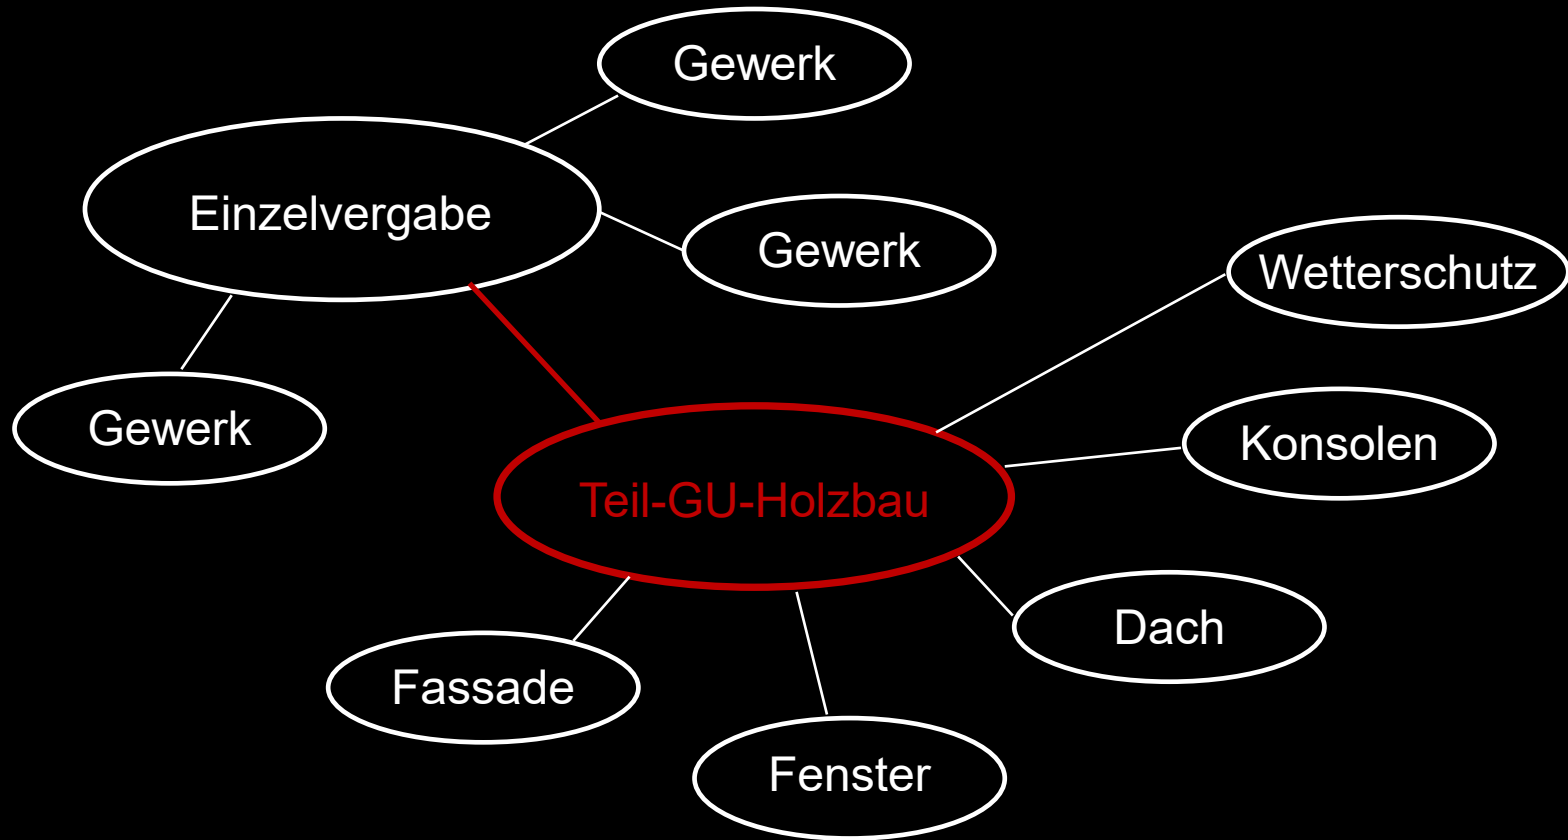 Gewerk
Einzelvergabe
Gewerk
Wetterschutz
Gewerk
Konsolen
Teil-GU-Holzbau
Dach
Fassade
Fenster